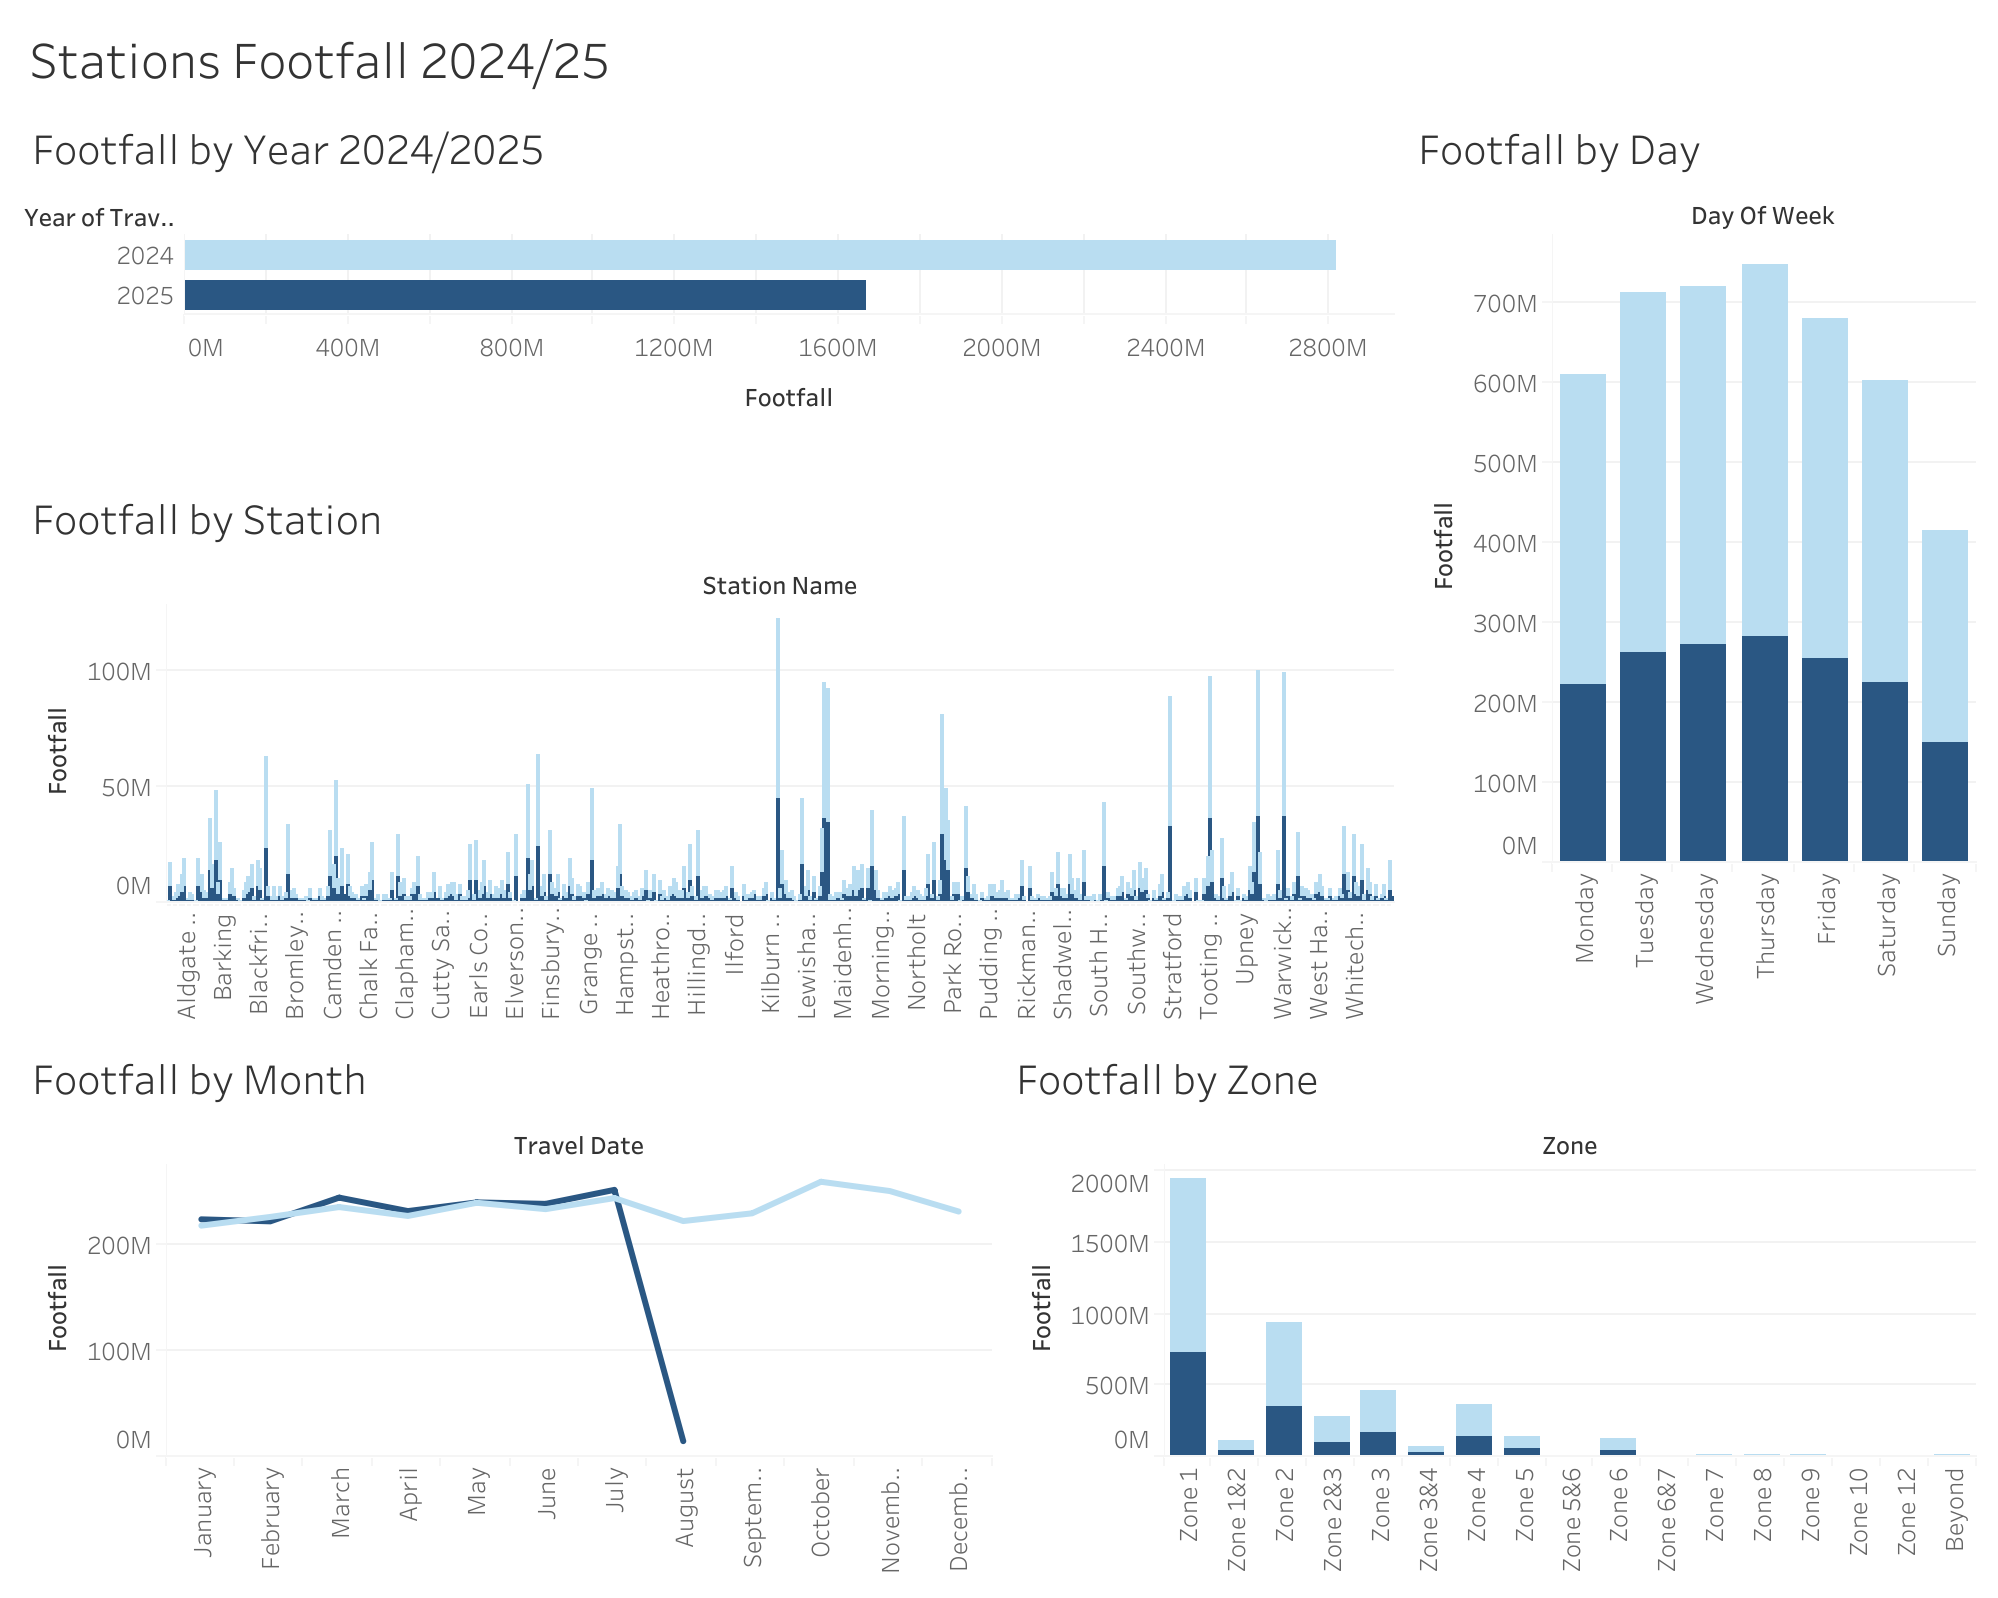 Stations Footfall 2024/25
Footfall by Year 2024/2025
Year of Trav..
2024
2025
0M 400M 800M 1200M 1600M 2000M 2400M 2800M
Footfall
Footfall by Day
Day Of Week
700M
600M
500M
400M
300M
200M
100M
0M
Footfall
Monday
Tuesday
Wednesday
Thursday
Friday
Saturday
Sunday
Footfall by Station
Station Name
100M
50M
0M
Footfall
Aldgate..
Barking
Blackfri..
Bromley..
Camden ..
Chalk Fa..
Clapham..
Cutty Sa..
Earls Co..
Elverson..
Finsbury..
Grange ..
Hampst..
Heathro..
Hillingd..
Ilford
Kilburn ..
Lewisha..
Maidenh..
Morning..
Northolt
Park Ro..
Pudding ..
Rickman..
Shadwel..
South H..
Southw..
Stratford
Tooting ..
Upney
Warwick..
West Ha..
Whitech..
Footfall by Month
Travel Date
200M
100M
0M
Footfall
January
February
March
April
May
June
July
August
Septem..
October
Novemb..
Decemb..
Footfall by Zone
Zone
2000M
1500M
1000M
500M
0M
Footfall
Zone 1
Zone 1&2
Zone 2
Zone 2&3
Zone 3
Zone 3&4
Zone 4
Zone 5
Zone 5&6
Zone 6
Zone 6&7
Zone 7
Zone 8
Zone 9
Zone 10
Zone 12
Beyond